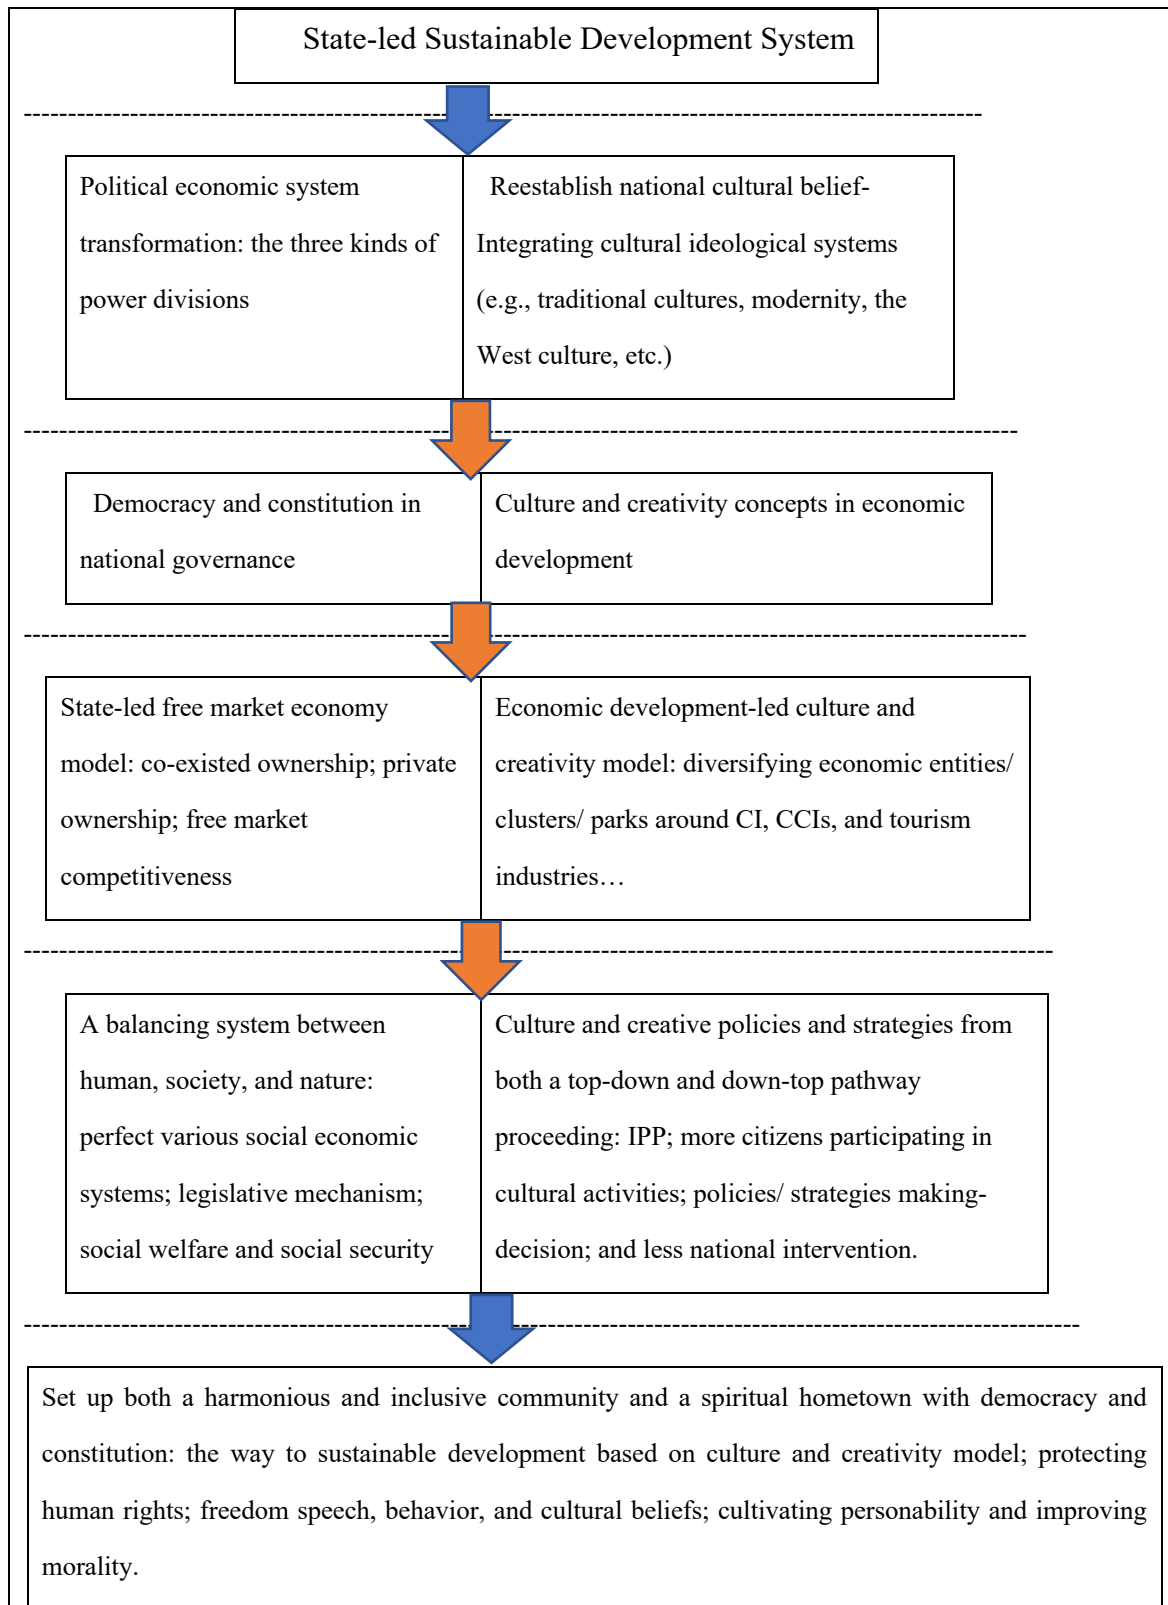 State-led Sustainable Development System
Political economic system
transformation: the three kinds of
power divisions
Reestablish national cultural belief-
Integrating cultural ideological systems
(e.g., traditional cultures, modernity, the
West culture, etc.)
Democracy and constitution in
national governance
Culture and creativity concepts in economic
development
State-led free market economy
model: co-existed ownership; private
ownership; free market
competitiveness
Economic development-led culture and
creativity model: diversifying economic entities/
clusters/ parks around CI, CCIs, and tourism
industries…
A balancing system between
human, society, and nature:
perfect various social economic
systems; legislative mechanism;
social welfare and social security
Culture and creative policies and strategies from
both a top-down and down-top pathway
proceeding: IPP; more citizens participating in
cultural activities; policies/ strategies making-
decision; and less national intervention.
Set up both a harmonious and inclusive community and a spiritual hometown with democracy and
constitution: the way to sustainable development based on culture and creativity model; protecting
human rights; freedom speech, behavior, and cultural beliefs; cultivating personability and improving
morality.